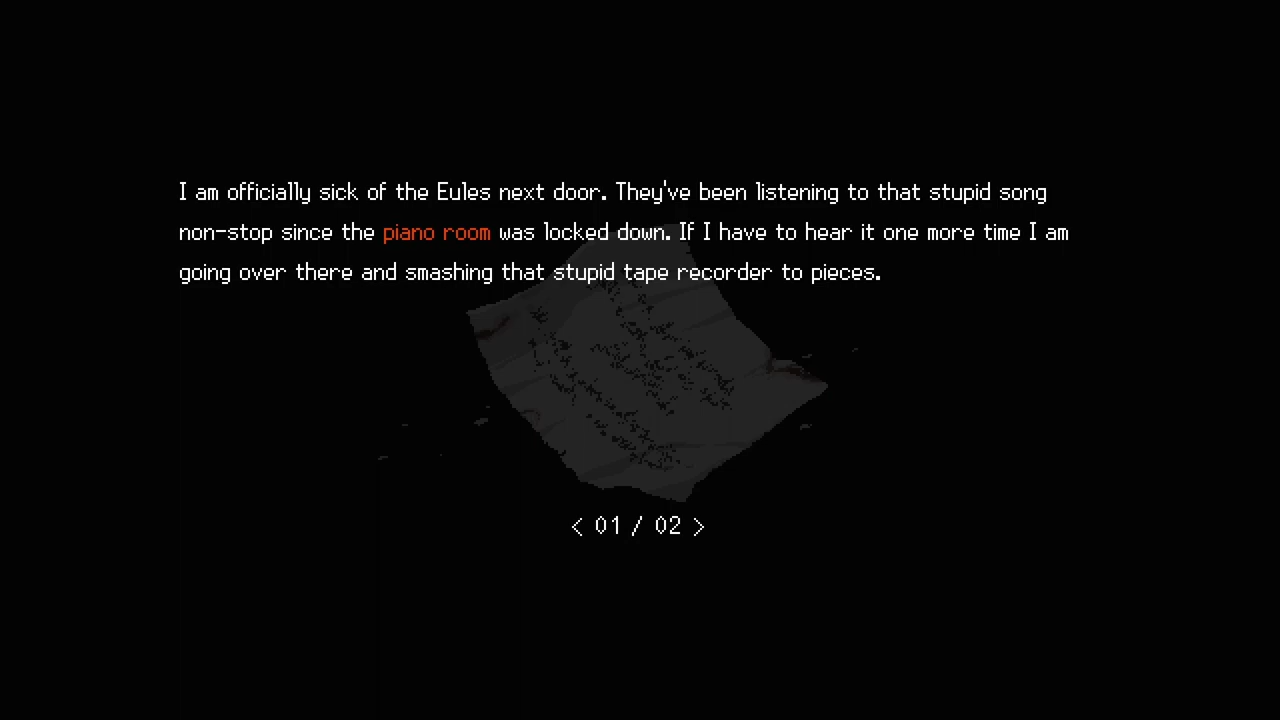 I am officially sick of the Eules next door. They've been listening to that stupid song
non-stop since the piano room was locked down. If I have to hear it one more time I am
going over there and smashing that stupid tape recorder to pieces.
< 01 / 02 >